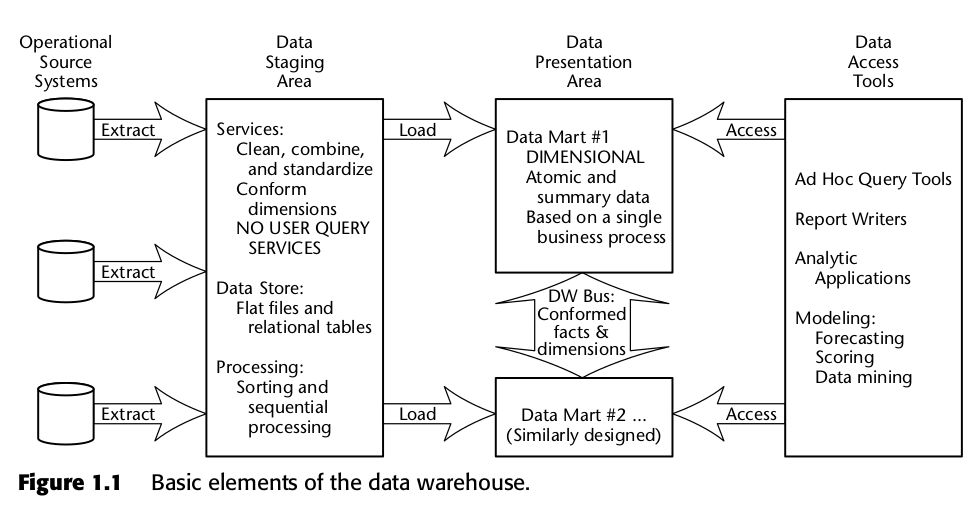 Operational
Source
Systems
Data
Staging
Area
Data
Presentation
Area
Data
Access
Tools
Extract
Extract
Extract
Services:
Clean, combine,
and standardize
Conform
dimensions
NO USER QUERY
SERVICES
Data Store:
Flat files and
relational tables
Processing:
Sorting and
sequential
processing
Load
Load
Data Mart #1
DIMENSIONAL
Atomic and
summary data
Based on a single
business process
DW Bus:
Conformed
facts &
dimensions
Data Mart #2 ...
(Similarly designed)
Access
Access
Ad Hoc Query Tools
Report Writers
Analytic
Applications
Modeling:
Forecasting
Scoring
Data mining
Figure 1.1 Basic elements of the data warehouse.